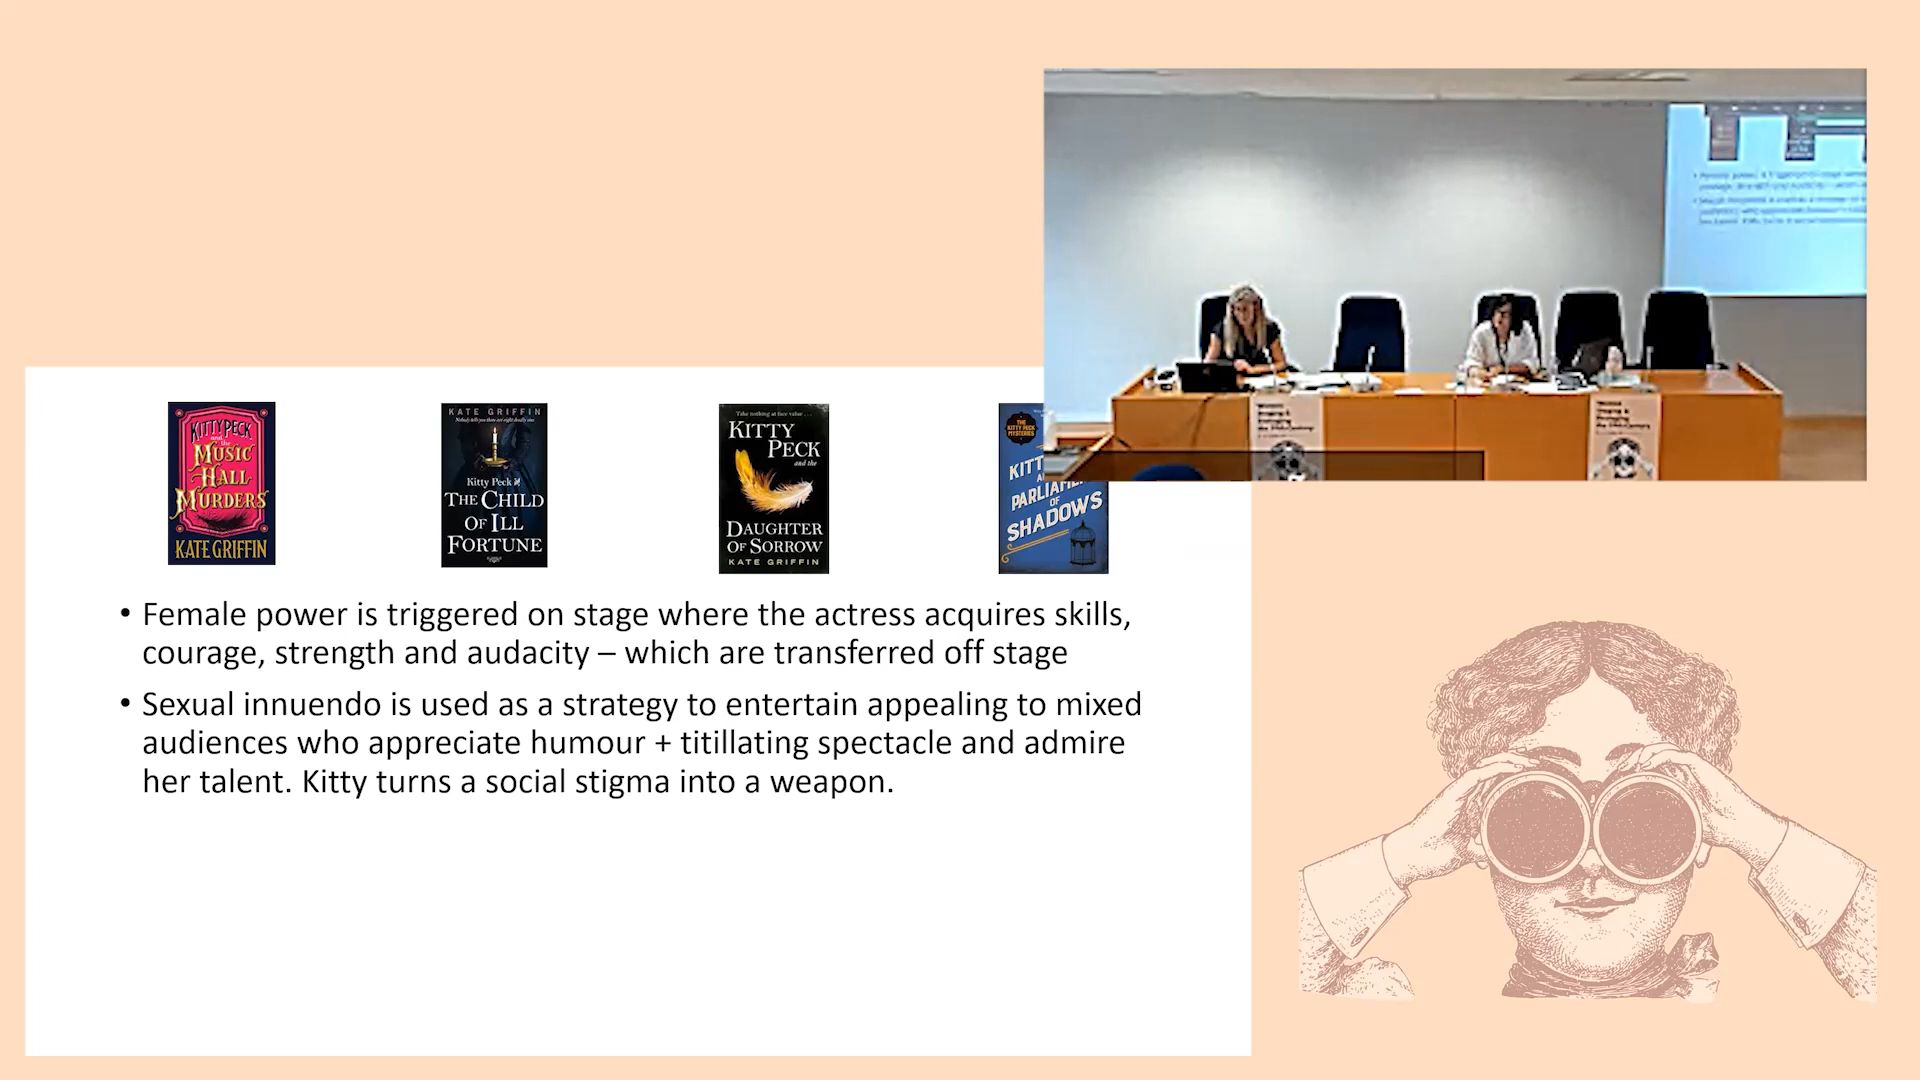 KITTY PECK
and the
MUSIC
HALL
MURDERS
KATE GRIFFIN
KATE GRIFFIN
Kitty Peck &
THE CHILD
OF ILL
FORTUNE
Take nothing at face value ...
KITTY
PECK
and the
DAUGHTER
OF SORROW
KATE GRIFFIN
THE
KITTY PECK
MYSTERIES
KITT
PARLIAME
OF
SHADOWS
• Female power is triggered on stage where the actress acquires skills,
courage, strength and audacity – which are transferred off stage
• Sexual innuendo is used as a strategy to entertain appealing to mixed
audiences who appreciate humour + titillating spectacle and admire
her talent. Kitty turns a social stigma into a weapon.